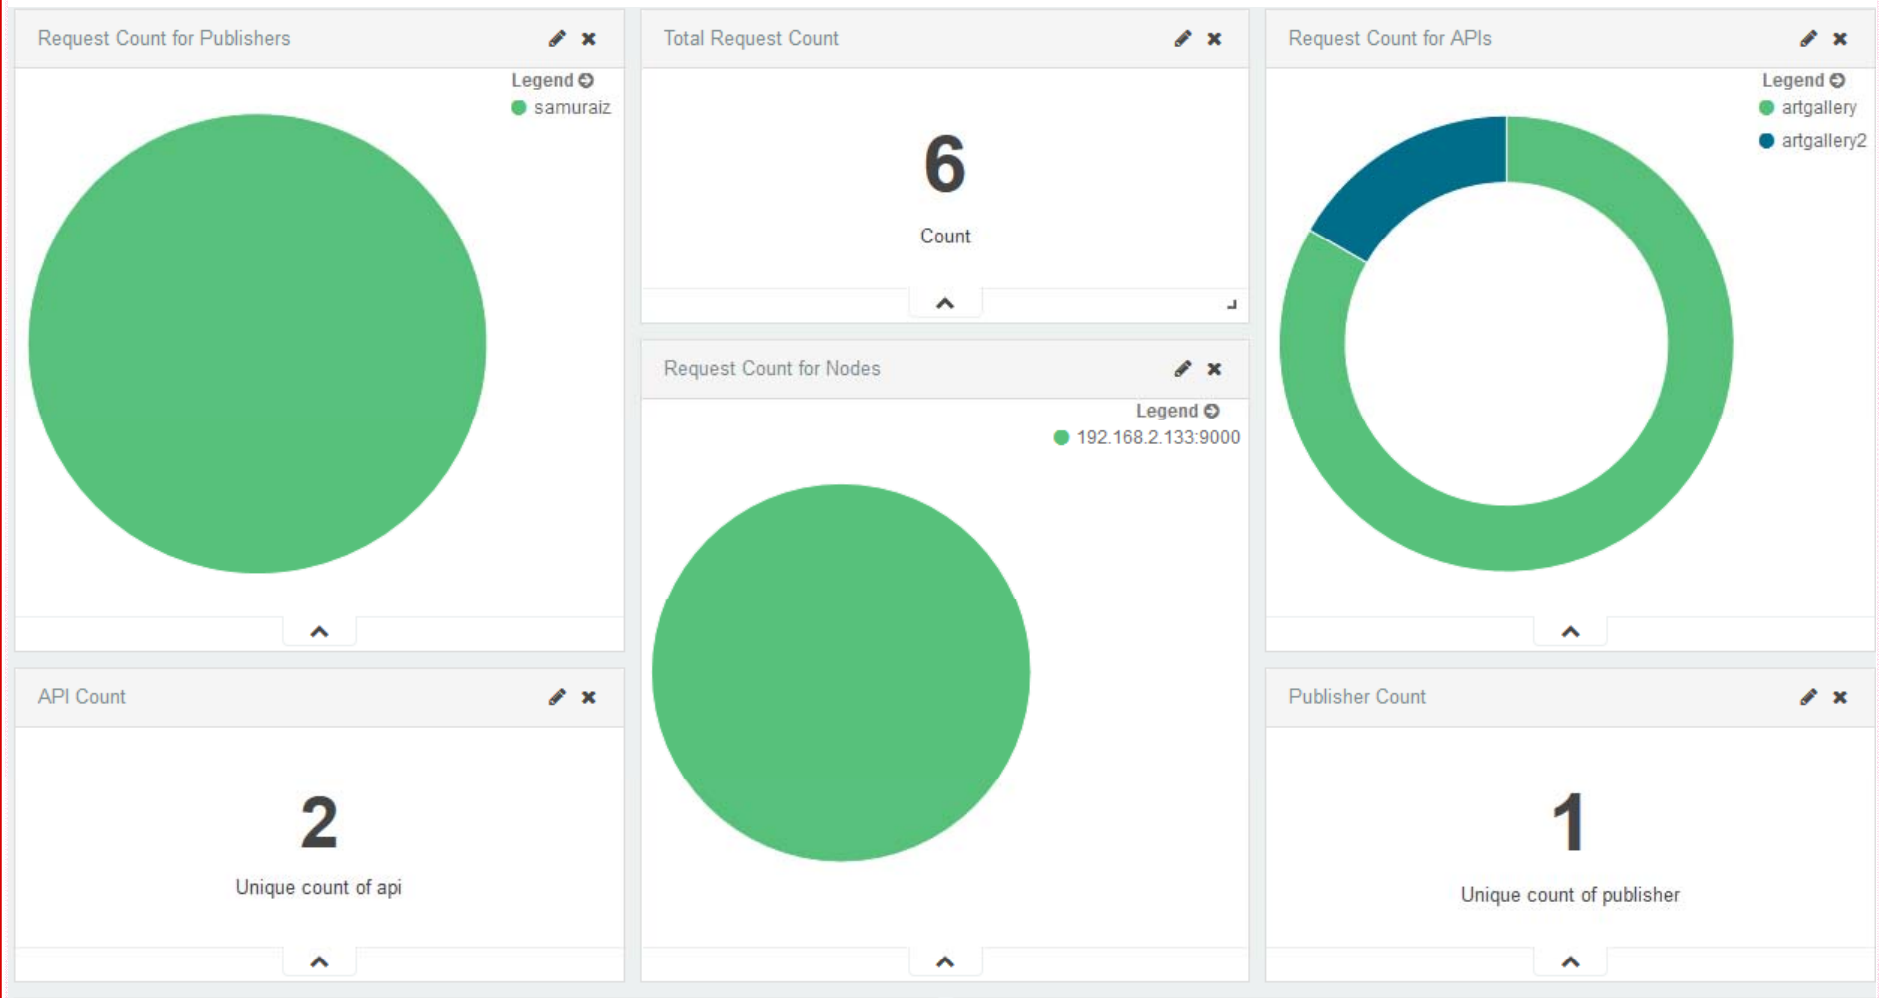 Request Count for Publishers
Legend
samuraiz
Total Request Count
6
Count
Request Count for APIs
Legend
artgallery
artgallery2
Request Count for Nodes
Legend
192.168.2.133:9000
API Count
2
Unique count of api
Publisher Count
1
Unique count of publisher